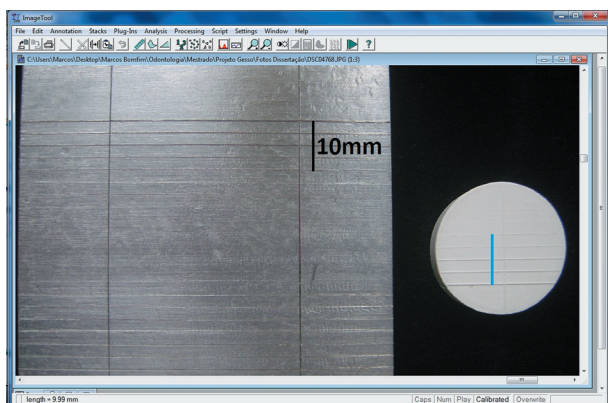 ImageTool
File Edit Annotation Stacks Plug-Ins Analysis Processing Script Settings Window Help
C:\Users\Marcos\Desktop\Marcos Bomfim\Odontologia\Mestrado\Projeto Gesso\Fotos Dissertação\DSC04768.JPG (1:3)
10mm
length = 9.99 mm
Caps Num Play Calibrated Overwrite